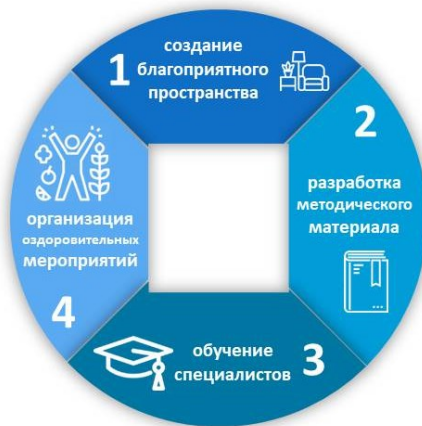 1
создание
благоприятного
пространства
2
разработка
методического
материала
обучение
специалистов
3
организация
оздоровительных
мероприятий
4